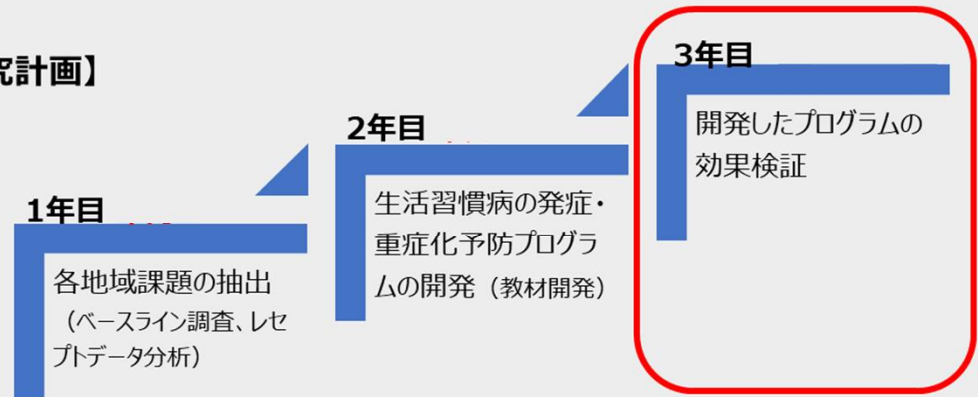 究計画】
3年目
開発したプログラムの
効果検証
2年目
生活習慣病の発症・
重症化予防プログラ
ムの開発（教材開発）
1年目
各地域課題の抽出
（ベースライン調査、レセ
プトデータ分析）